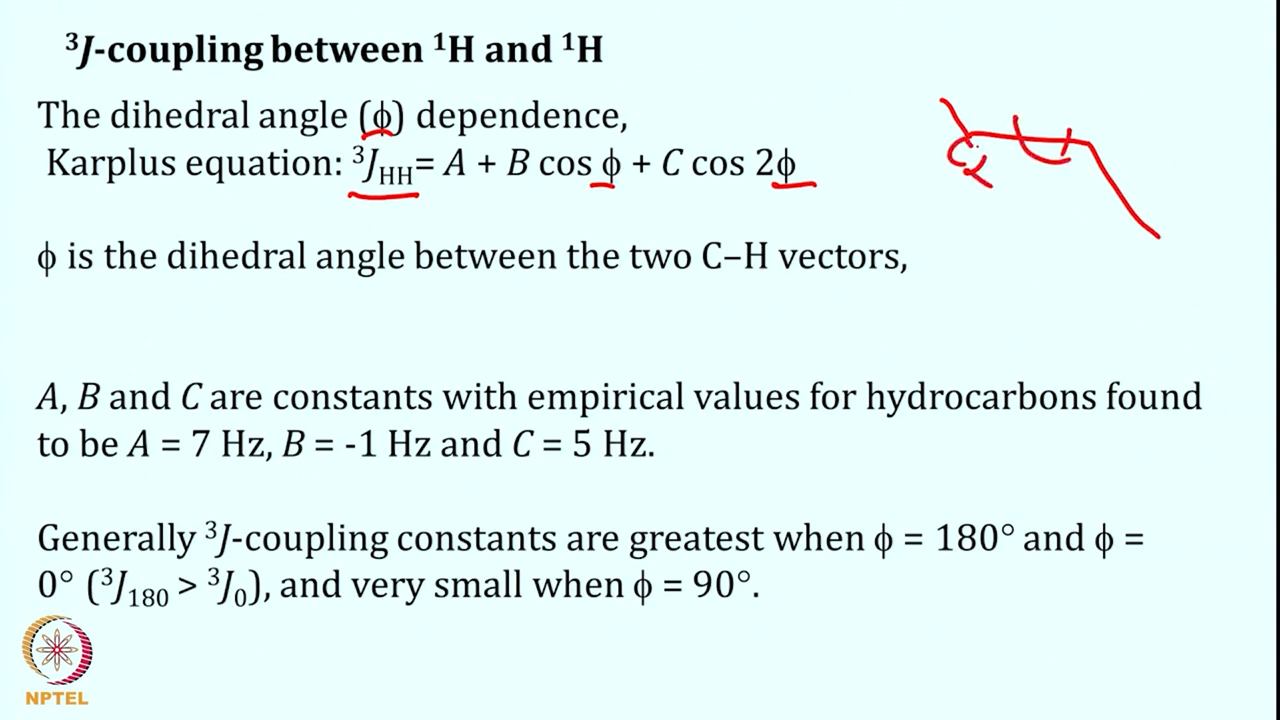 ³J-coupling between ¹H and ¹H
The dihedral angle (ϕ) dependence,
Karplus equation: ³J_HH= A + B cos ϕ + C cos 2ϕ
ϕ is the dihedral angle between the two C–H vectors,
A, B and C are constants with empirical values for hydrocarbons found
to be A = 7 Hz, B = -1 Hz and C = 5 Hz.
Generally ³J-coupling constants are greatest when ϕ = 180° and ϕ =
0° (³J₁₈₀ > ³J₀), and very small when ϕ = 90°.
NPTEL